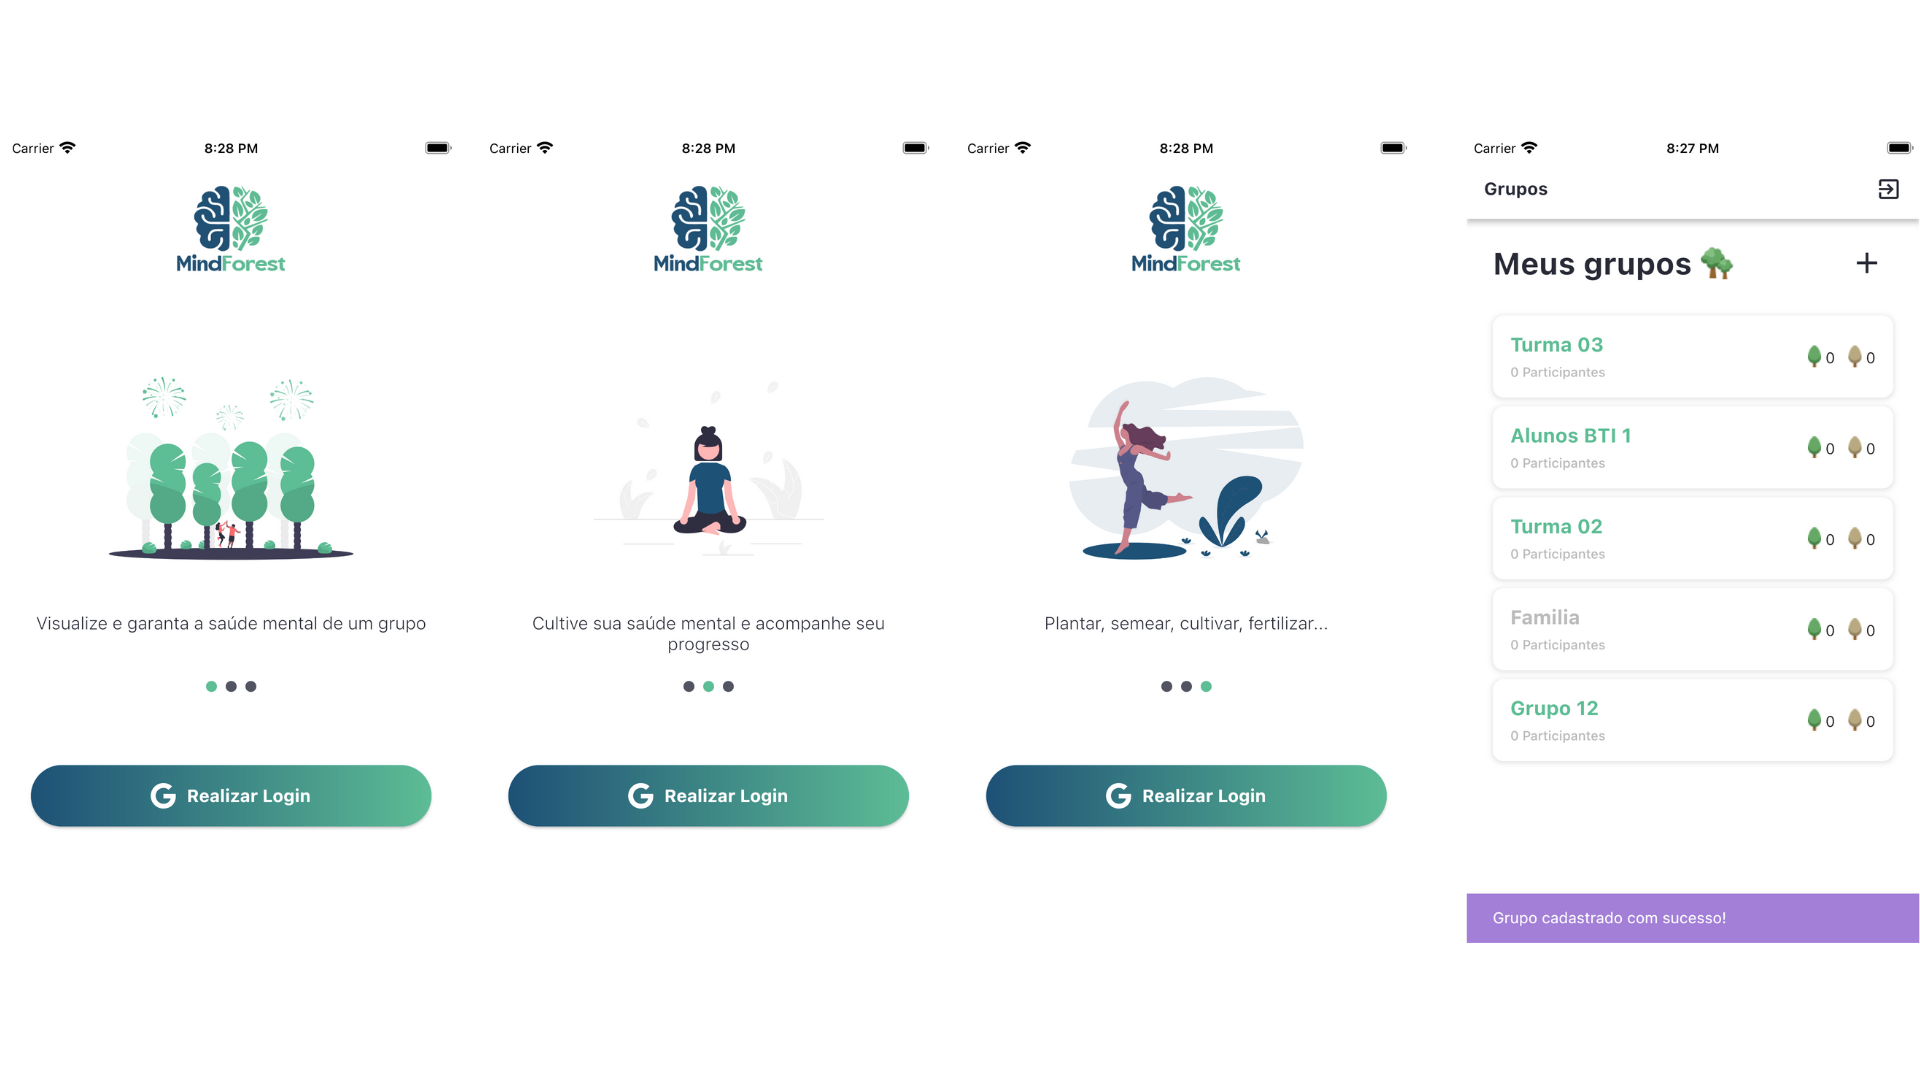 Carrier
8:28 PM
MindForest
Visualize e garanta a saúde mental de um grupo
Realizar Login
Carrier
8:28 PM
MindForest
Cultive sua saúde mental e acompanhe seu
progresso
Realizar Login
Carrier
8:28 PM
MindForest
Plantar, semear, cultivar, fertilizar...
Realizar Login
Carrier
8:27 PM
Grupos
Meus grupos
Turma 03
0 Participantes
0 0
Alunos BTI 1
0 Participantes
0 0
Turma 02
0 Participantes
0 0
Familia
0 Participantes
0 0
Grupo 12
0 Participantes
0 0
Grupo cadastrado com sucesso!